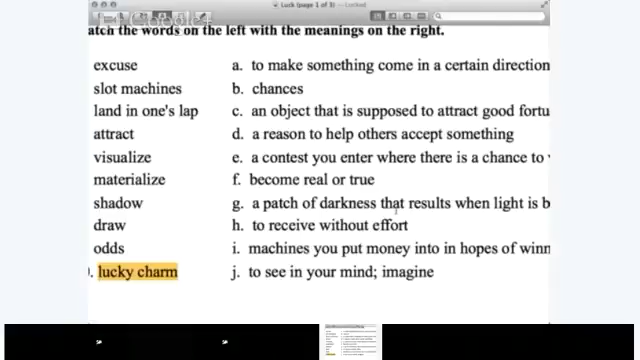 Luck (page 1 of 3) — Locked
atch the words on the left with the meanings on the right.
excuse a. to make something come in a certain direction
slot machines b. chances
land in one's lap c. an object that is supposed to attract good fortu
attract d. a reason to help others accept something
visualize e. a contest you enter where there is a chance to
materialize f. become real or true
shadow g. a patch of darkness that results when light is b
draw h. to receive without effort
odds i. machines you put money into in hopes of winn
). lucky charm j. to see in your mind; imagine